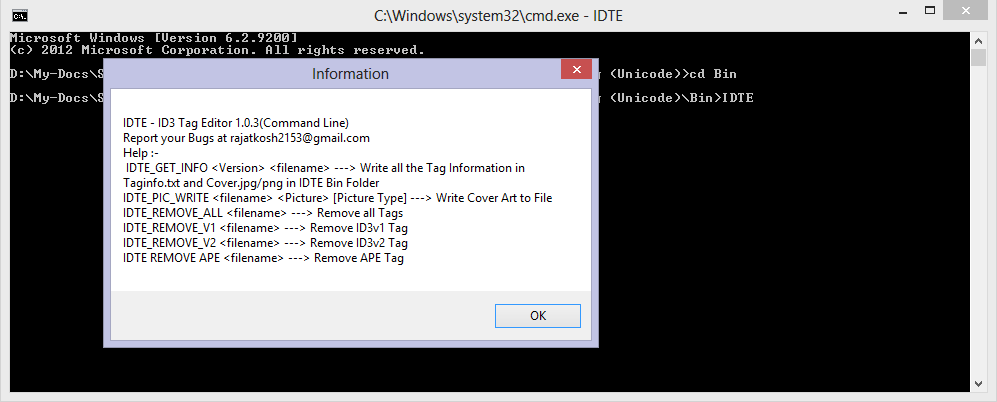 C:\Windows\system32\cmd.exe - IDTE
Microsoft Windows [Version 6.2.9200]
(c) 2012 Microsoft Corporation. All rights reserved.
D:\My-Docs\S (Unicode)>cd Bin
D:\My-Docs\S (Unicode)\Bin>IDTE
Information
IDTE - ID3 Tag Editor 1.0.3(Command Line)
Report your Bugs at rajatkosh2153@gmail.com
Help :-
IDTE_GET_INFO <Version> <filename> ---> Write all the Tag Information in
Taginfo.txt and Cover.jpg/png in IDTE Bin Folder
IDTE_PIC_WRITE <filename> <Picture> [Picture Type] ---> Write Cover Art to File
IDTE_REMOVE_ALL <filename> ---> Remove all Tags
IDTE_REMOVE_V1 <filename> ---> Remove ID3v1 Tag
IDTE_REMOVE_V2 <filename> ---> Remove ID3v2 Tag
IDTE REMOVE APE <filename> ---> Remove APE Tag
OK